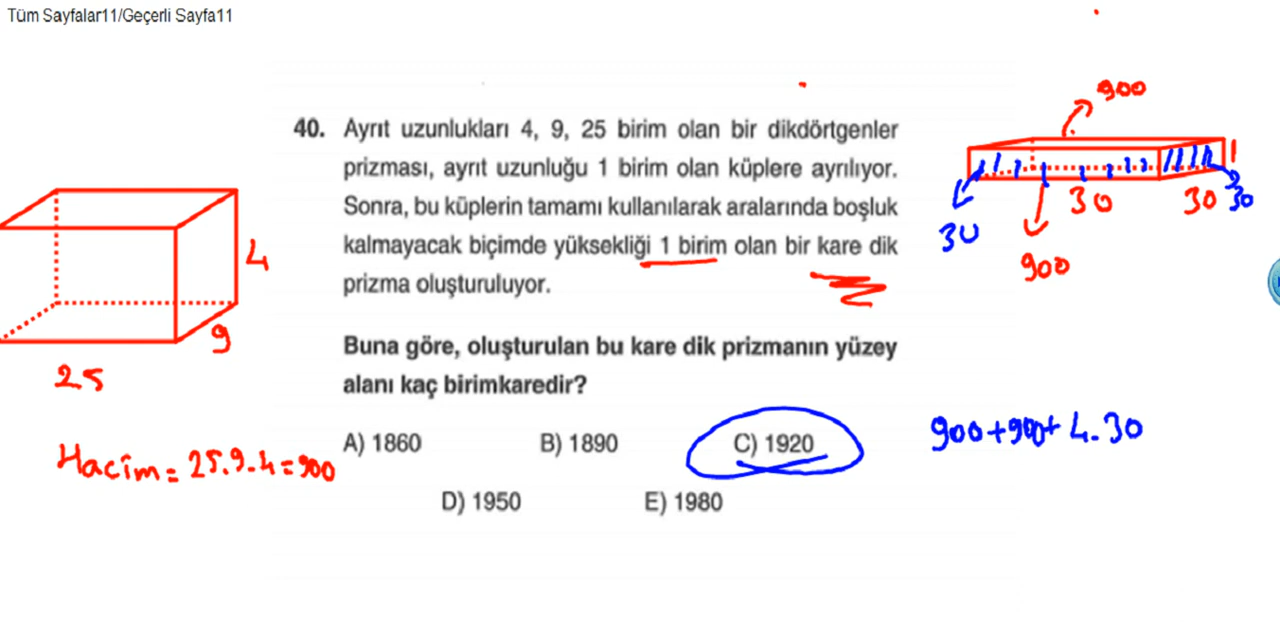 Tüm Sayfalar11/Geçerli Sayfa11
40. Ayrıt uzunlukları 4, 9, 25 birim olan bir dikdörtgenler
prizması, ayrıt uzunluğu 1 birim olan küplere ayrılıyor.
Sonra, bu küplerin tamamı kullanılarak aralarında boşluk
kalmayacak biçimde yüksekliği 1 birim olan bir kare dik
prizma oluşturuluyor.
Buna göre, oluşturulan bu kare dik prizmanın yüzey
alanı kaç birimkaredir?
A) 1860 B) 1890 C) 1920
D) 1950 E) 1980
4
9
25
Hacim = 25.9.4=900
900
1
30 30 30
30
900
900+900+ 4.30